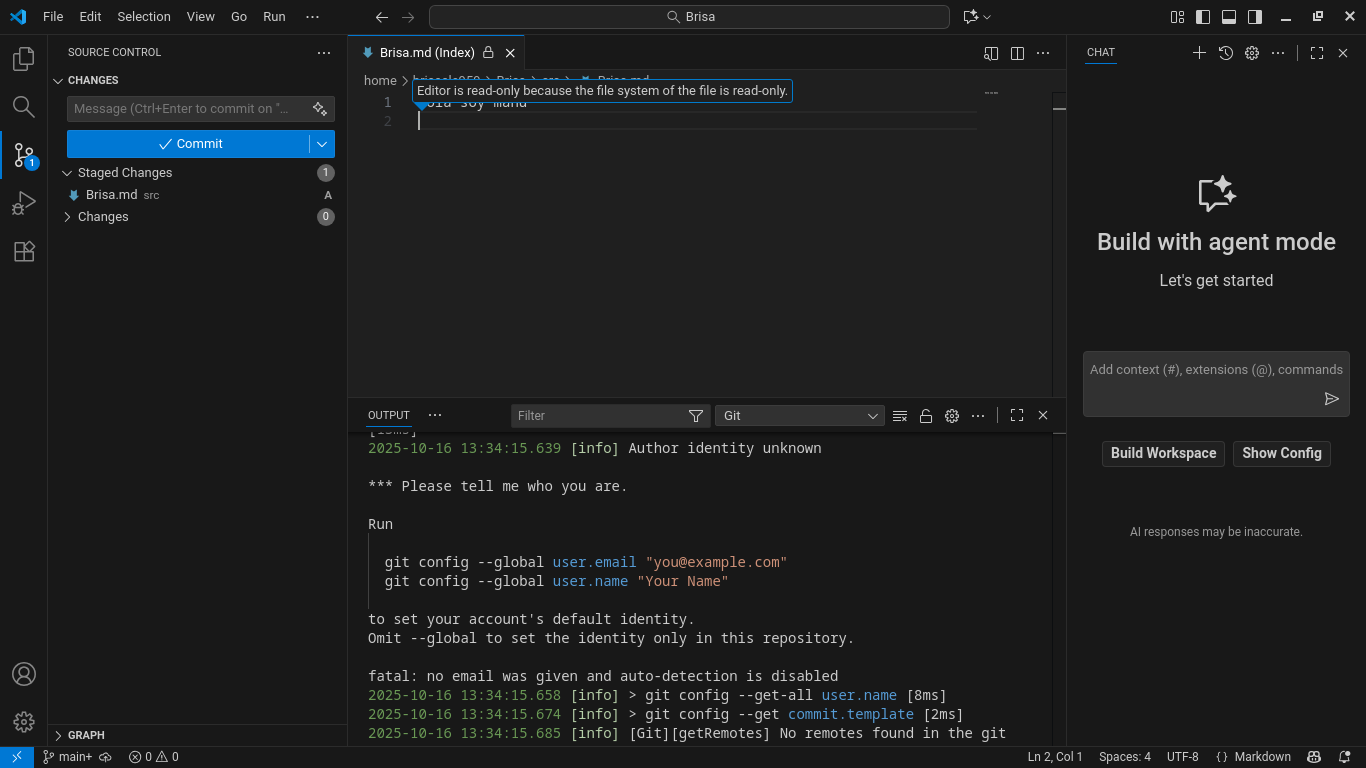 File Edit Selection View Go Run ···
Brisa
SOURCE CONTROL
CHANGES
Message (Ctrl+Enter to commit on "...
Commit
Staged Changes 1
Brisa.md src A
Changes 0
GRAPH
1
Brisa.md (Index)
home
Editor is read-only because the file system of the file is read-only.
1
2
OUTPUT
Filter
Git
2025-10-16 13:34:15.639 [info] Author identity unknown
*** Please tell me who you are.
Run
git config --global user.email "you@example.com"
git config --global user.name "Your Name"
to set your account's default identity.
Omit --global to set the identity only in this repository.
fatal: no email was given and auto-detection is disabled
2025-10-16 13:34:15.658 [info] > git config --get-all user.name [8ms]
2025-10-16 13:34:15.674 [info] > git config --get commit.template [2ms]
2025-10-16 13:34:15.685 [info] [Git][getRemotes] No remotes found in the git
CHAT
Build with agent mode
Let's get started
Add context (#), extensions (@), commands
Build Workspace Show Config
AI responses may be inaccurate.
main+ 0 0
Ln 2, Col 1 Spaces: 4 UTF-8 {} Markdown